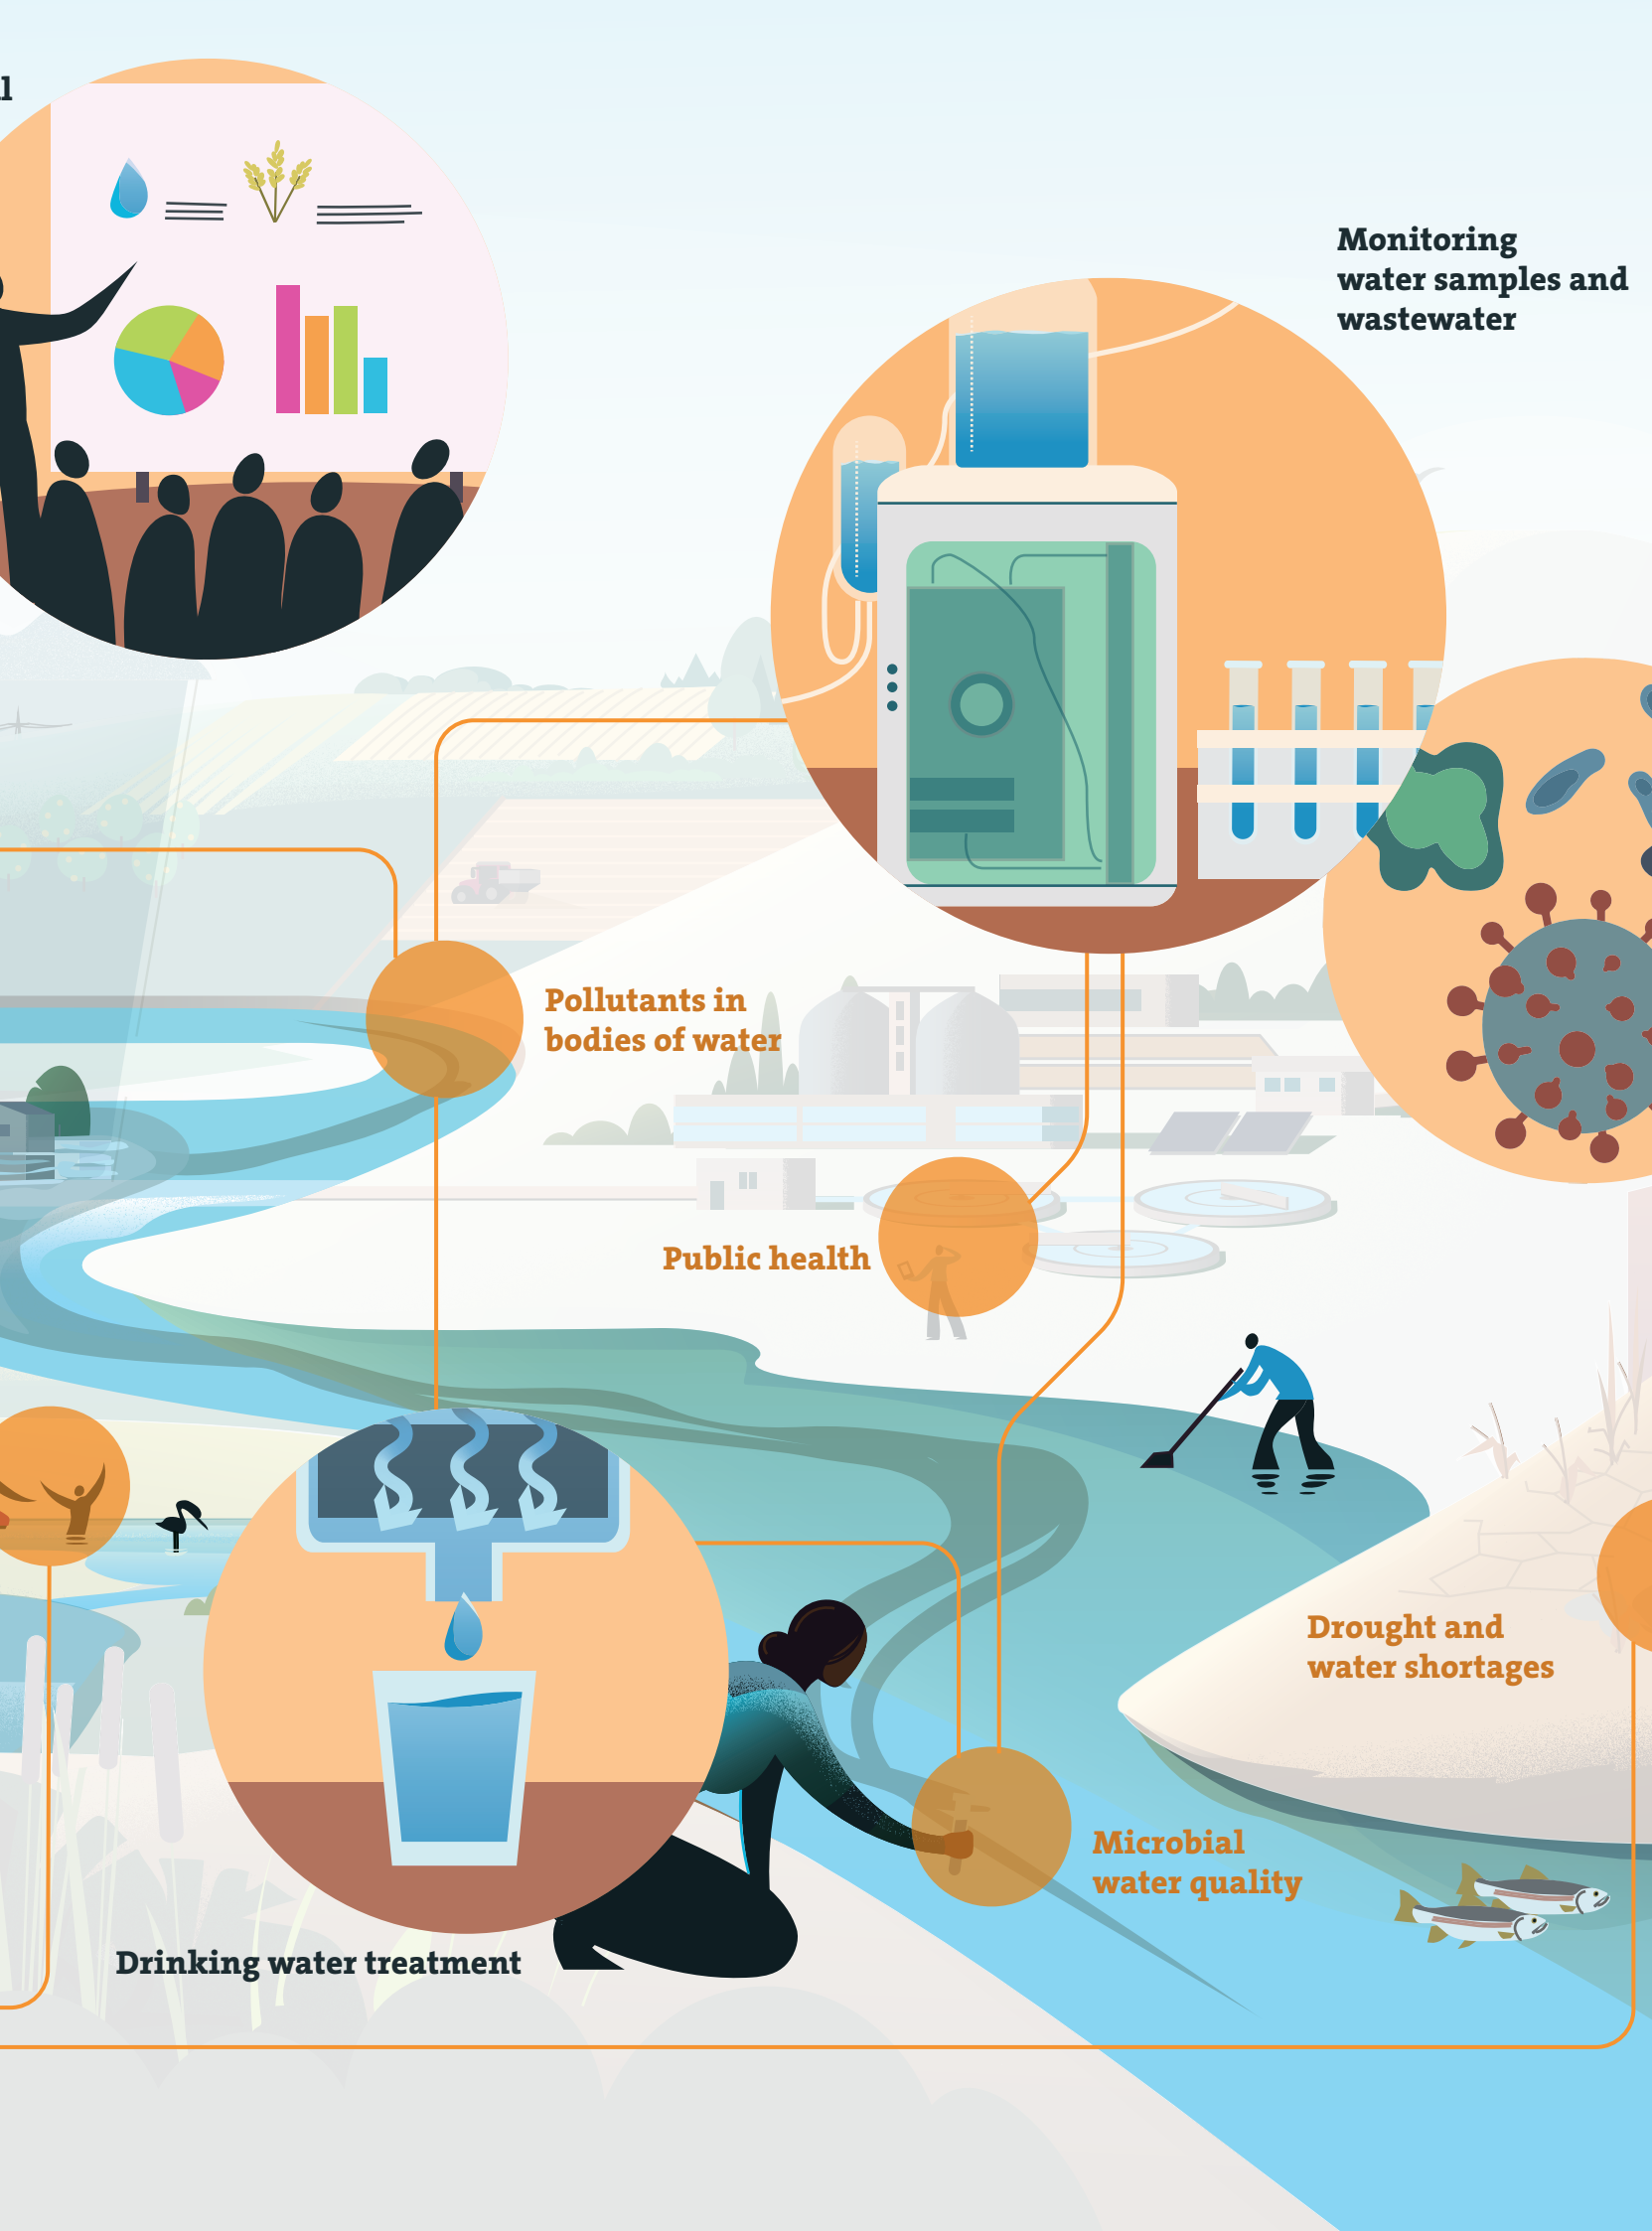 Monitoring
water samples and
wastewater
Pollutants in
bodies of water
Public health
Drought and
water shortages
Microbial
water quality
Drinking water treatment